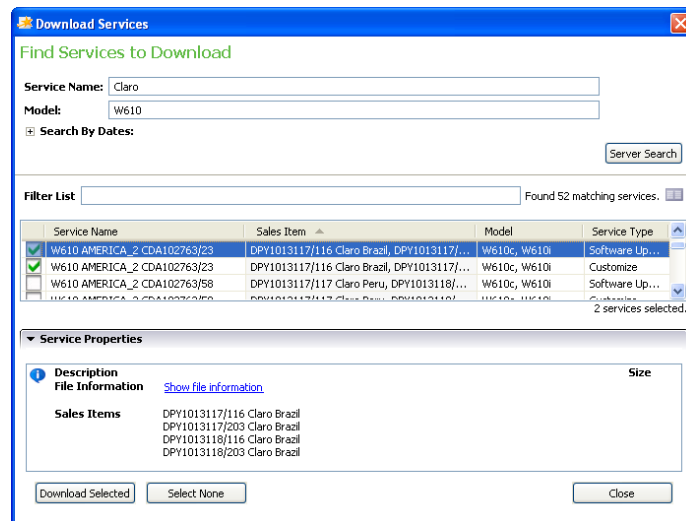 Download Services
Find Services to Download
Service Name: Claro
Model: W610
Search By Dates:
Server Search
Filter List Found 52 matching services.
Service Name Sales Item Model Service Type
W610 AMERICA_2 CDA102763/23 DPY1013117/116 Claro Brazil, DPY1013117/... W610c, W610i Software Up...
W610 AMERICA_2 CDA102763/23 DPY1013117/116 Claro Brazil, DPY1013117/... W610c, W610i Customize
W610 AMERICA_2 CDA102763/58 DPY1013117/117 Claro Peru, DPY1013118/... W610c, W610i Software Up...
2 services selected.
Service Properties
Description Size
File Information Show file information
Sales Items DPY1013117/116 Claro Brazil
DPY1013117/203 Claro Brazil
DPY1013118/116 Claro Brazil
DPY1013118/203 Claro Brazil
Download Selected Select None Close